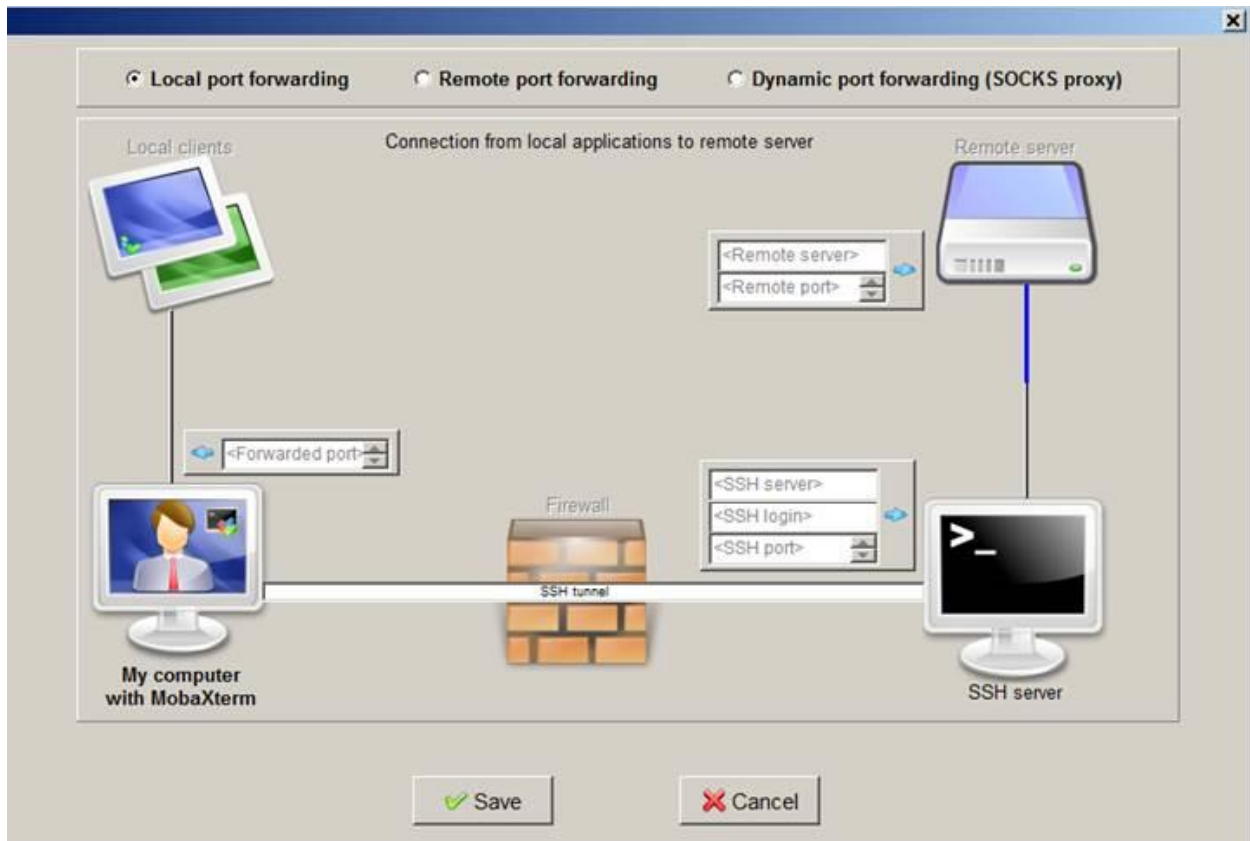 Local port forwarding
Remote port forwarding
Dynamic port forwarding (SOCKS proxy)
Connection from local applications to remote server
Local clients
Remote server
<Remote server>
<Remote port>
<Forwarded port>
<SSH server>
<SSH login>
<SSH port>
Firewall
>_
SSH tunnel
My computer
with MobaXterm
SSH server
Save
Cancel